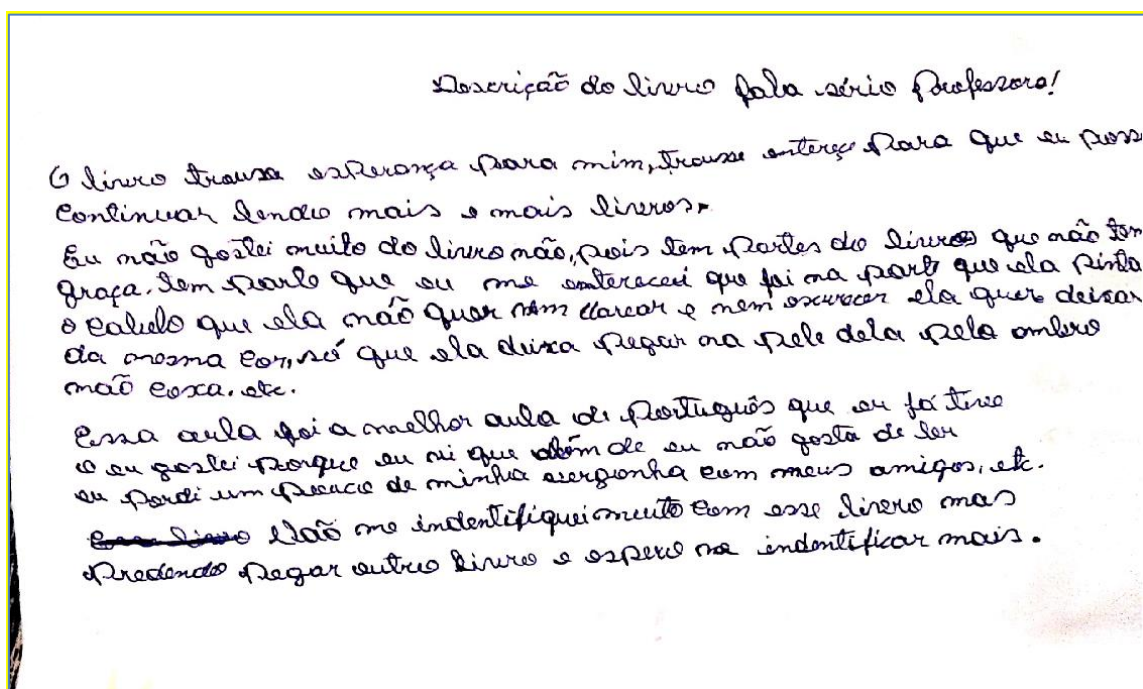 Descrição do livro fala sério Professora!
O livro trouxe esperança para mim, trouxe entereçe Para que eu poss
Continuar lendo mais e mais livros.
Eu não gostei muito do livro não, pois tem Partes do livros que não tem
graça. tem parte que eu me enterecei que foi na parte que ela Pinta
o cabelo que ela não quer nem clarear e nem escurecer ela quer deixar
da mesma cor, só que ela deixa Pegar na pele dela pelo ombro
mão coxa. etc.
Essa aula foi a melhor aula de Português que eu já tive
e eu gostei porque eu vi que além de eu não gosta de ler
eu perdi um pouco de minha vergonha com meus amigos, etc.
Não me indentifiquei muito com esse livro mas
Predendo Pegar outro livro e espero me indentificar mais.